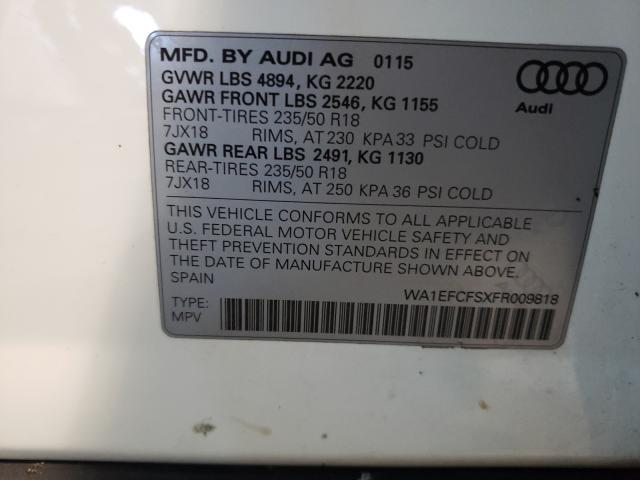 MFD. BY AUDI AG 0115
GVWR LBS 4894, KG 2220
GAWR FRONT LBS 2546, KG 1155
FRONT-TIRES 235/50 R18
7JX18 RIMS, AT 230 KPA 33 PSI COLD
GAWR REAR LBS 2491, KG 1130
REAR-TIRES 235/50 R18
7JX18 RIMS, AT 250 KPA 36 PSI COLD
Audi
THIS VEHICLE CONFORMS TO ALL APPLICABLE
U.S. FEDERAL MOTOR VEHICLE SAFETY AND
THEFT PREVENTION STANDARDS IN EFFECT ON
THE DATE OF MANUFACTURE SHOWN ABOVE.
SPAIN
WA1EFCFSXFR009818
TYPE:
MPV